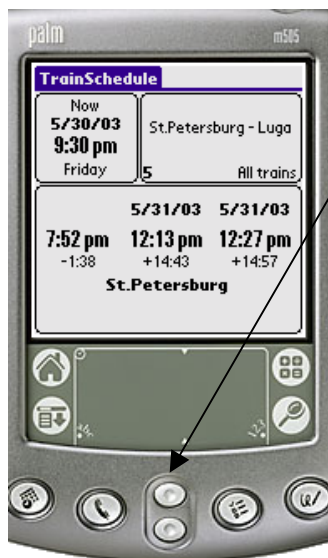 palm m505
TrainSchedule
Now
5/30/03
9:30 pm
Friday
St.Petersburg - Luga
5 All trains
5/31/03 5/31/03
7:52 pm 12:13 pm 12:27 pm
-1:38 +14:43 +14:57
St.Petersburg
abc 123